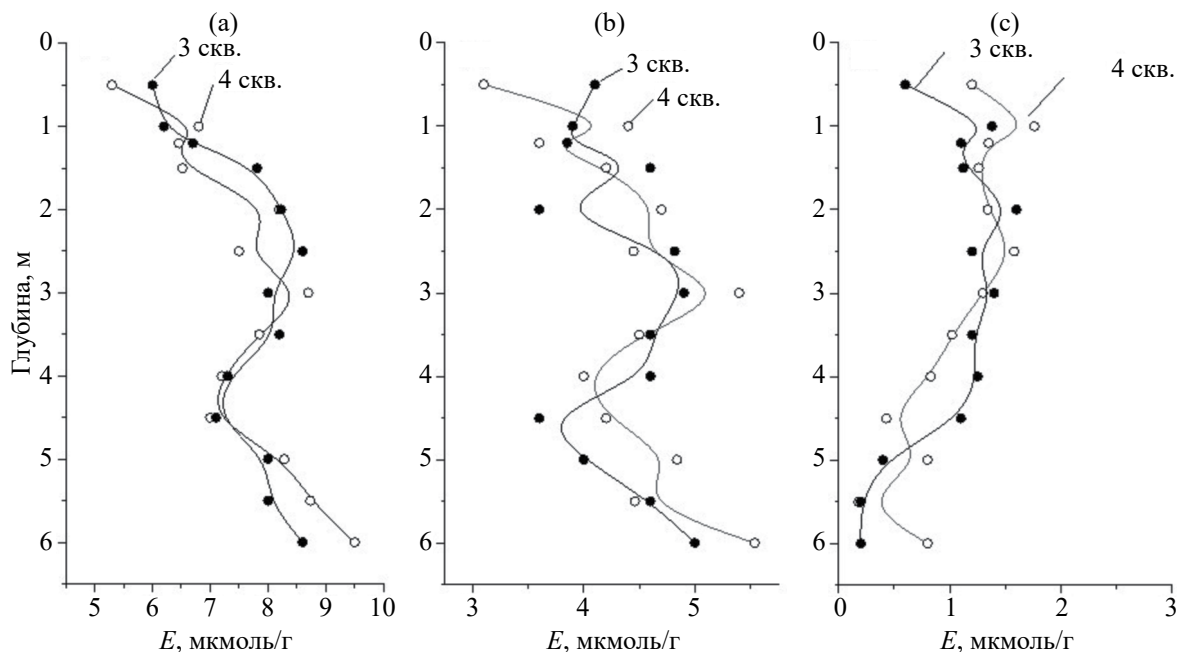 (a)
(b)
(c)
3 скв.
4 скв.
3 скв.
4 скв.
3 скв.
4 скв.
Глубина, м
0
1
2
3
4
5
6
0
1
2
3
4
5
6
0
1
2
3
4
5
6
5 6 7 8 9 10
3 4 5
0 1 2 3
E, мкмоль/г
E, мкмоль/г
E, мкмоль/г